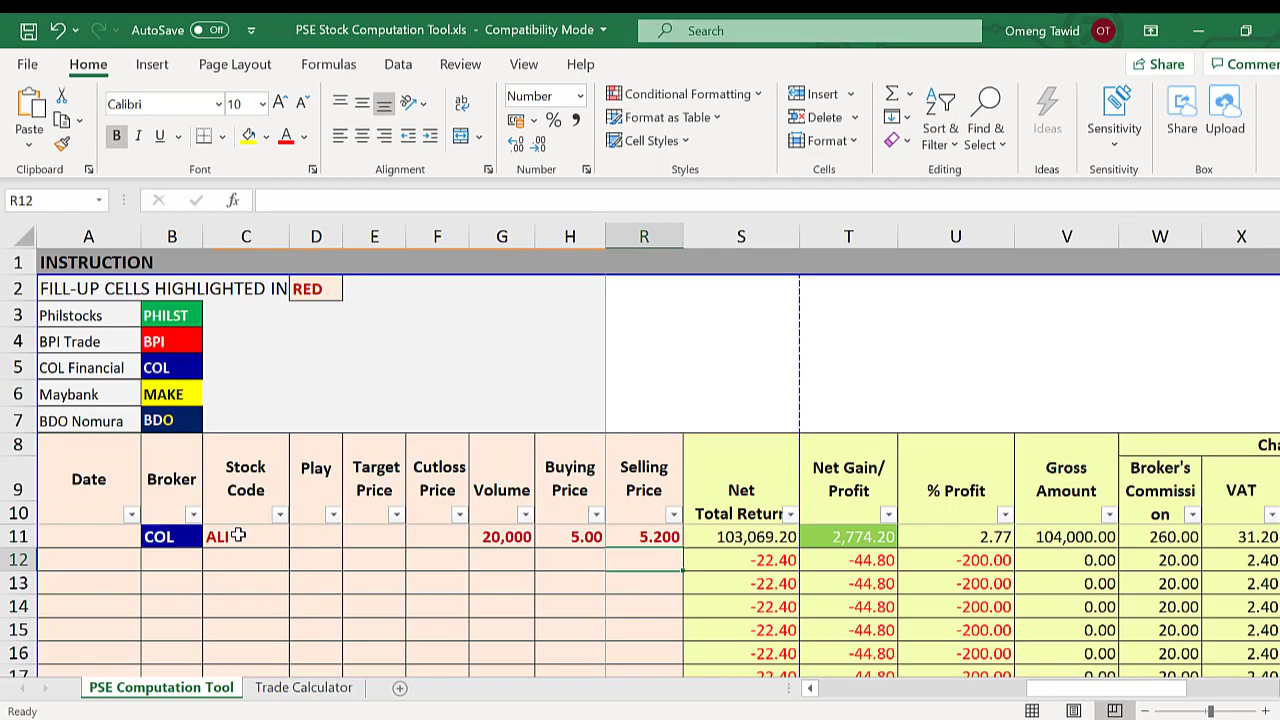 AutoSave Off PSE Stock Computation Tool.xls - Compatibility Mode Search Omeng Tawid OT
File Home Insert Page Layout Formulas Data Review View Help Share Comme
Paste Calibri 10 Number Conditional Formatting Format as Table Cell Styles Insert Delete Format Sort & Filter Find & Select Ideas Sensitivity Share Upload
Clipboard Font Alignment Number Styles Cells Editing Ideas Sensitivity Box
R12 fx
A B C D E F G H R S T U V W X
1 INSTRUCTION
2 FILL-UP CELLS HIGHLIGHTED IN RED
3 Philstocks PHILST
4 BPI Trade BPI
5 COL Financial COL
6 Maybank MAKE
7 BDO Nomura BDO
8 Cha
9 Date Broker Stock Code Play Target Price Cutloss Price Volume Buying Price Selling Price Net Total Return Net Gain/ Profit % Profit Gross Amount Broker's Commissi on VAT
10
11 COL ALI 20,000 5.00 5.200 103,069.20 2,774.20 2.77 104,000.00 260.00 31.20
12 -22.40 -44.80 -200.00 0.00 20.00 2.40
13 -22.40 -44.80 -200.00 0.00 20.00 2.40
14 -22.40 -44.80 -200.00 0.00 20.00 2.40
15 -22.40 -44.80 -200.00 0.00 20.00 2.40
16 -22.40 -44.80 -200.00 0.00 20.00 2.40
17
PSE Computation Tool Trade Calculator
Ready